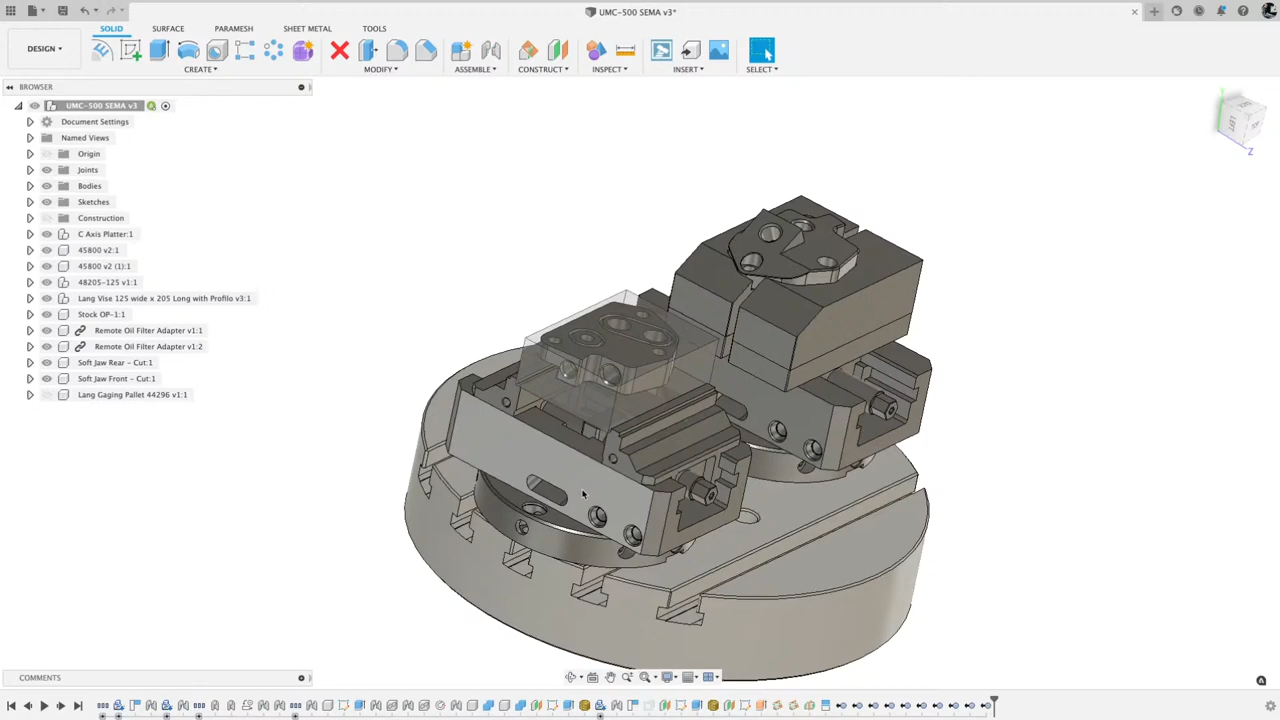 UMC-500 SEMA v3*
SOLID SURFACE PARAMESH SHEET METAL TOOLS
DESIGN
CREATE MODIFY ASSEMBLE CONSTRUCT INSPECT INSERT SELECT
BROWSER
UMC-500 SEMA v3
Document Settings
Named Views
Origin
Joints
Bodies
Sketches
Construction
C Axis Platter:1
45800 v2:1
45800 v2 (1):1
48205-125 v1:1
Lang Vise 125 wide x 205 Long with Profilo v3:1
Stock OP-1:1
Remote Oil Filter Adapter v1:1
Remote Oil Filter Adapter v1:2
Soft Jaw Rear - Cut:1
Soft Jaw Front - Cut:1
Lang Gaging Pallet 44296 v1:1
Z
COMMENTS